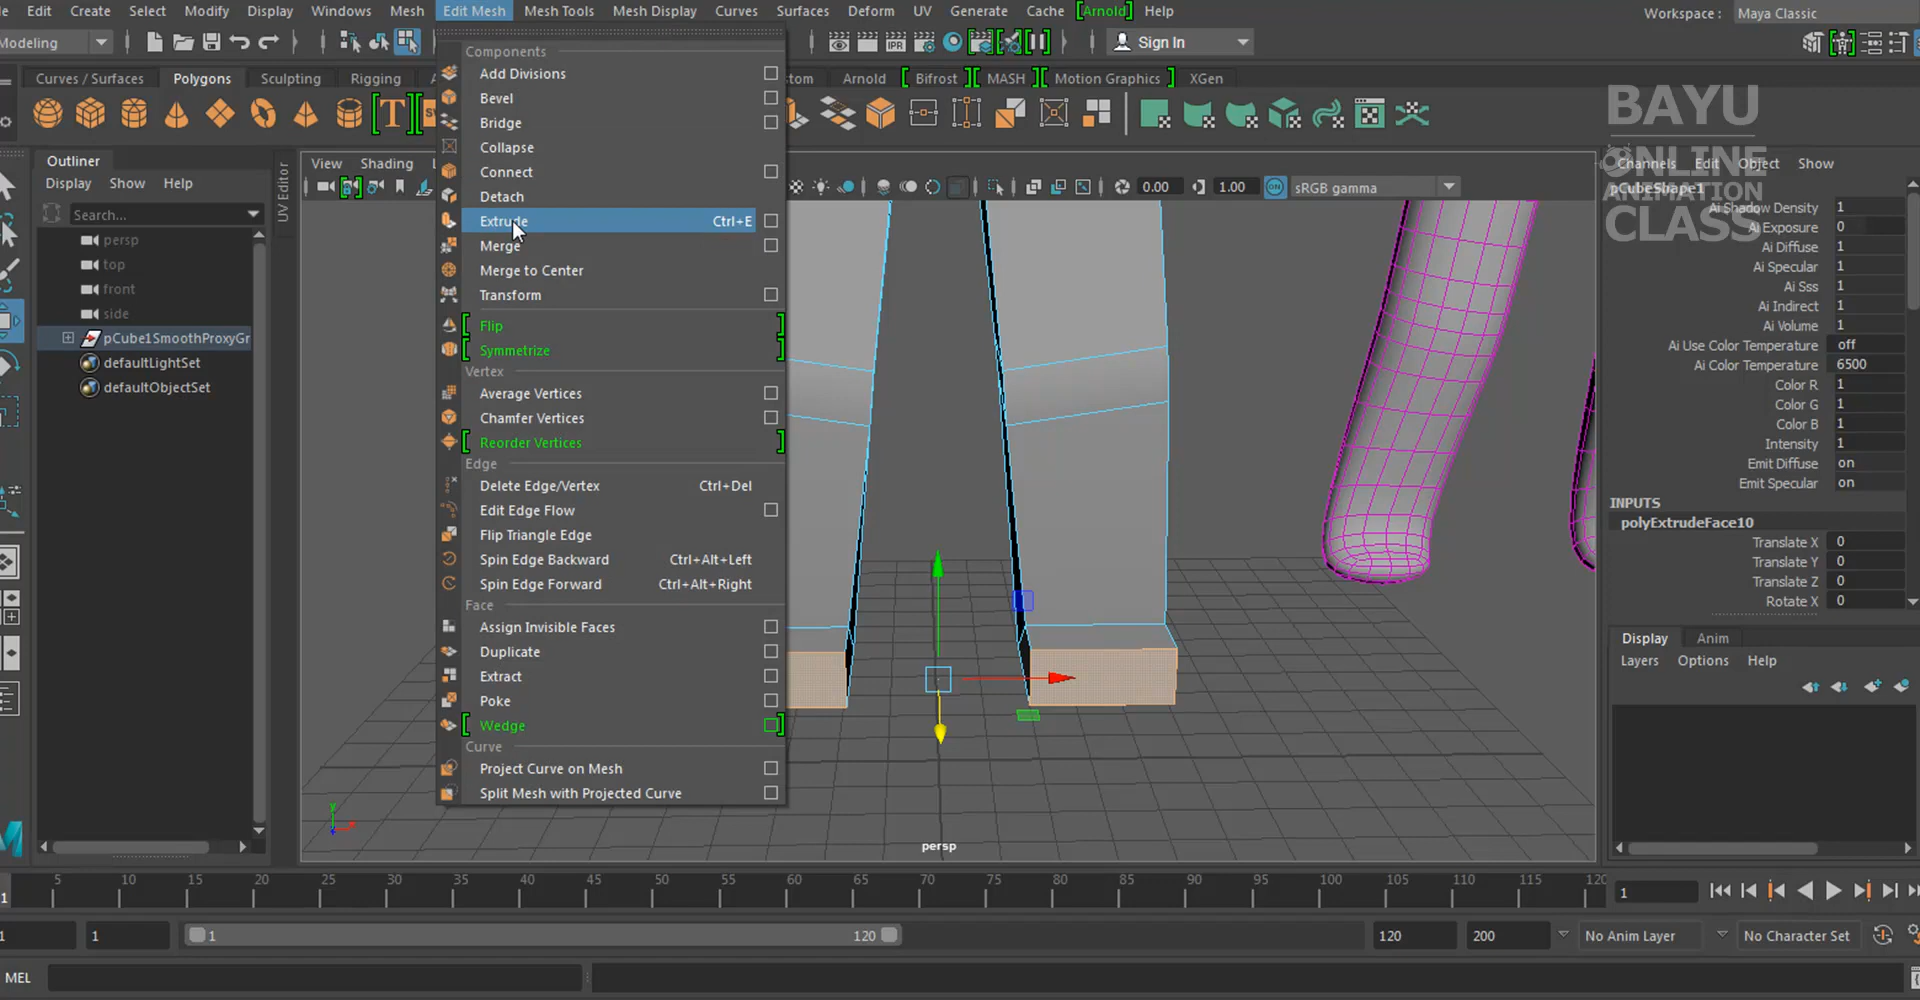 Edit Create Select Modify Display Windows Mesh Edit Mesh Mesh Tools Mesh Display Curves Surfaces Deform UV Generate Cache [Arnold] Help
Workspace : Maya Classic
Modeling
IPR
Sign In
Curves / Surfaces Polygons Sculpting Rigging
Arnold [ Bifrost ][ MASH ][ Motion Graphics ] XGen
T
BAYU
ONLINE
ANIMATION
CLASS
Components
Add Divisions
Bevel
Bridge
Collapse
Connect
Detach
Extrude Ctrl+E
Merge
Merge to Center
Transform
[ Flip ]
[ Symmetrize ]
Vertex
Average Vertices
Chamfer Vertices
[ Reorder Vertices ]
Edge
Delete Edge/Vertex Ctrl+Del
Edit Edge Flow
Flip Triangle Edge
Spin Edge Backward Ctrl+Alt+Left
Spin Edge Forward Ctrl+Alt+Right
Face
Assign Invisible Faces
Duplicate
Extract
Poke
[ Wedge ]
Curve
Project Curve on Mesh
Split Mesh with Projected Curve
Outliner
Display Show Help
Search...
persp
top
front
side
pCube1SmoothProxyGr
defaultLightSet
defaultObjectSet
UV Editor
View Shading
0.00 1.00 ON sRGB gamma
persp
y
Channels Edit Object Show
pCubeShape1
Ai Shadow Density 1
Ai Exposure 0
Ai Diffuse 1
Ai Specular 1
Ai Sss 1
Ai Indirect 1
Ai Volume 1
Ai Use Color Temperature off
Ai Color Temperature 6500
Color R 1
Color G 1
Color B 1
Intensity 1
Emit Diffuse on
Emit Specular on
INPUTS
polyExtrudeFace10
Translate X 0
Translate Y 0
Translate Z 0
Rotate X 0
Display Anim
Layers Options Help
1 5 10 15 20 25 30 35 40 45 50 55 60 65 70 75 80 85 90 95 100 105 110 115 120
1
1 1 1 120 120 200 No Anim Layer No Character Set
MEL